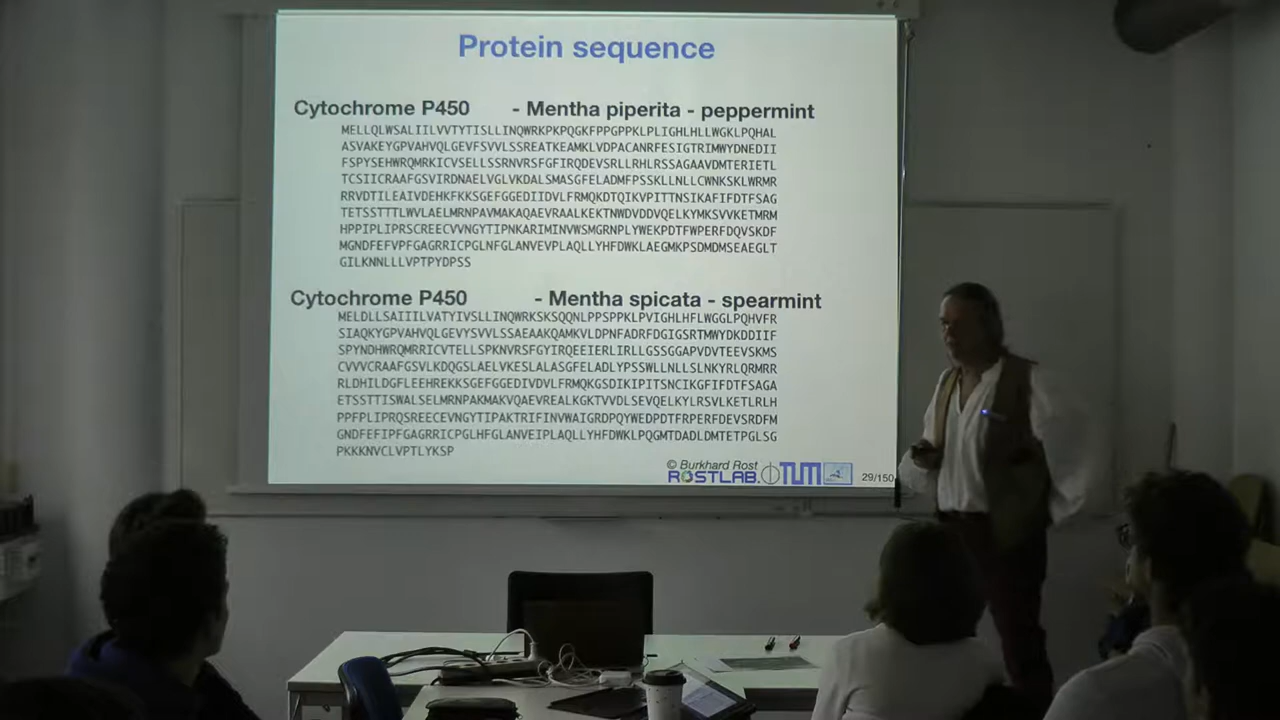 Protein sequence
Cytochrome P450 - Mentha piperita - peppermint
MELLQLWSALIILVVTYTISLLINQWRKPKPQGKFPPGPPKLPLIGHLHLLWGKLPQHAL
ASVAKEYGPVAHVQLGEVFSVVLSSREATKEAMKLVDPACANRFESIGTRIMWYDNEDII
FSPYSEHWRQMRKICVSELLSSRNVRSFGFIRQDEVSRLLRHLRSSAGAAVDMTERIETL
TCSIICRAAFGSVIRDNAELVGLVKDALSMASGFELADMFPSSKLLNLLCWNKSKLWRMR
RRVDTILEAIVDEHKFKKSGEFGGEDIIDVLFRMQKDTQIKVPITTNSIKAFIFDTFSAG
TETSSTTTLWVLAELMRNPAVMAKAQAEVRAALKEKTNWDVDDVQELKYMKSVVKETMRM
HPPIPLIPRSCREECVVNGYTIPNKARIMINVWSMGRNPLYWEKPDTFWPERFDQVSKDF
MGNDFEFVPFGAGRRICPGLNFGLANVEVPLAQLLYHFDWKLAEGMKPSDMDMSEAEGLT
GILKNNLLLVPTPYDPSS
Cytochrome P450 - Mentha spicata - spearmint
MELDLLSAIIILVATYIVSLLINQWRKSKSQQNLPPSPPKLPVIGHLHFLWGGLPQHVFR
SIAQKYGPVAHVQLGEVYSVVLSSAEAAKQAMKVLDPNFADRFDGIGSRTMWYDKDDIIF
SPYNDHWRQMRRICVTELLSPKNVRSFGYIRQEEIERLIRLLGSSGGAPVDVTEEVSKMS
CVVVCRAAFGSVLKDQGSLAELVKESLALASGFELADLYPSSWLLNLLSLNKYRLQRMRR
RLDHILDGFLEEHREKKSGEFGGEDIVDVLFRMQKGSDIKIPITSNCIKGFIFDTFSAGA
ETSSTTISWALSELMRNPAKMAKVQAEVREALKGKTVVDLSEVQELKYLRSVLKETLRLH
PPFPLIPRQSREECEVNGYTIPAKTRIFINVWAIGRDPQYWEDPDTFRPERFDEVSRDFM
GNDFEFIPFGAGRRICPGLHFGLANVEIPLAQLLYHFDWKLPQGMTDADLDMTETPGLSG
PKKKNVCLVPTLYKSP
© Burkhard Rost
ROSTLAB. TUM
29/150